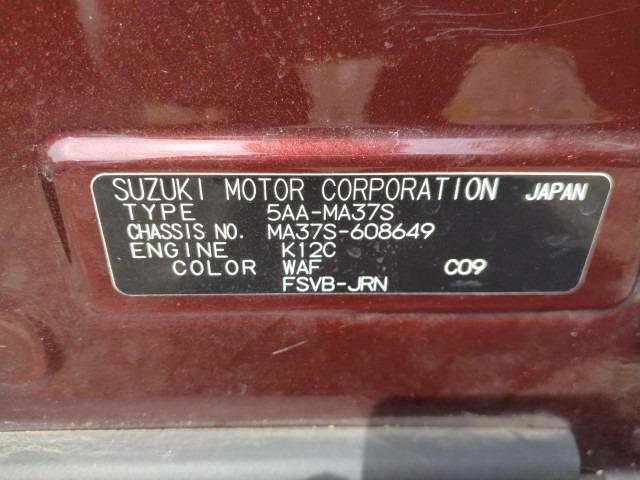 SUZUKI MOTOR CORPORATION JAPAN
TYPE 5AA-MA37S
CHASSIS NO. MA37S-608649
ENGINE K12C
COLOR WAF C09
FSVB-JRN